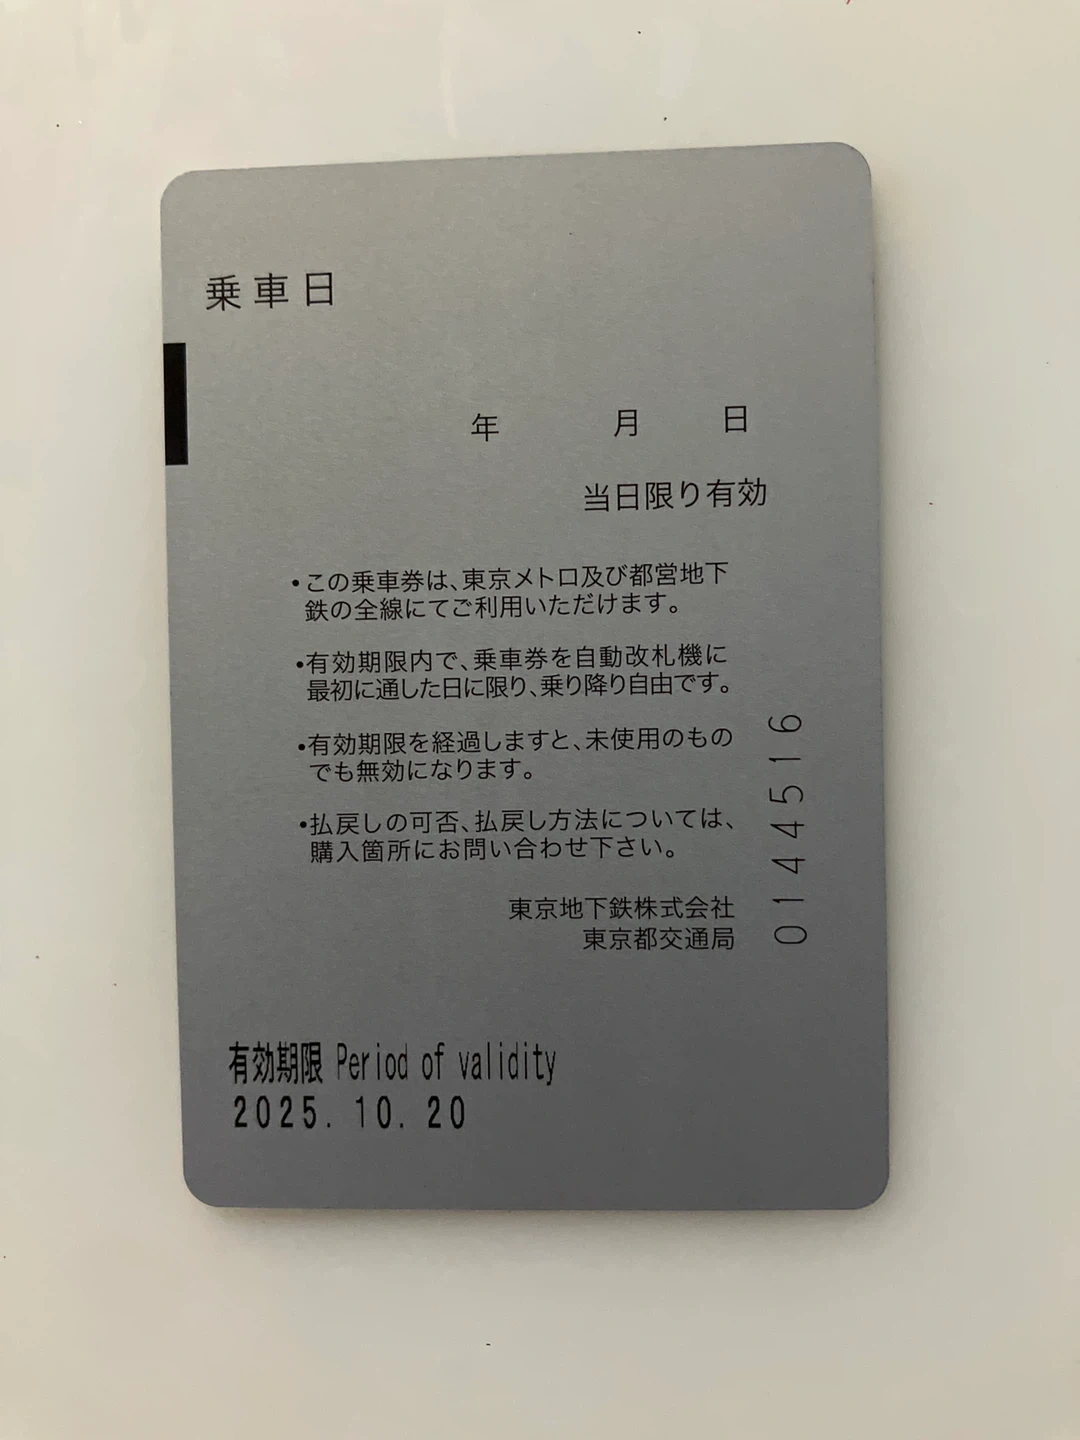 乗車日
年 月 日
当日限り有効
•この乗車券は、東京メトロ及び都営地下
鉄の全線にてご利用いただけます。
•有効期限内で、乗車券を自動改札機に
最初に通した日に限り、乗り降り自由です。
•有効期限を経過しますと、未使用のもの
でも無効になります。
•払戻しの可否、払戻し方法については、
購入箇所にお問い合わせ下さい。
東京地下鉄株式会社
東京都交通局
0144516
有効期限 Period of validity
2025.10.20